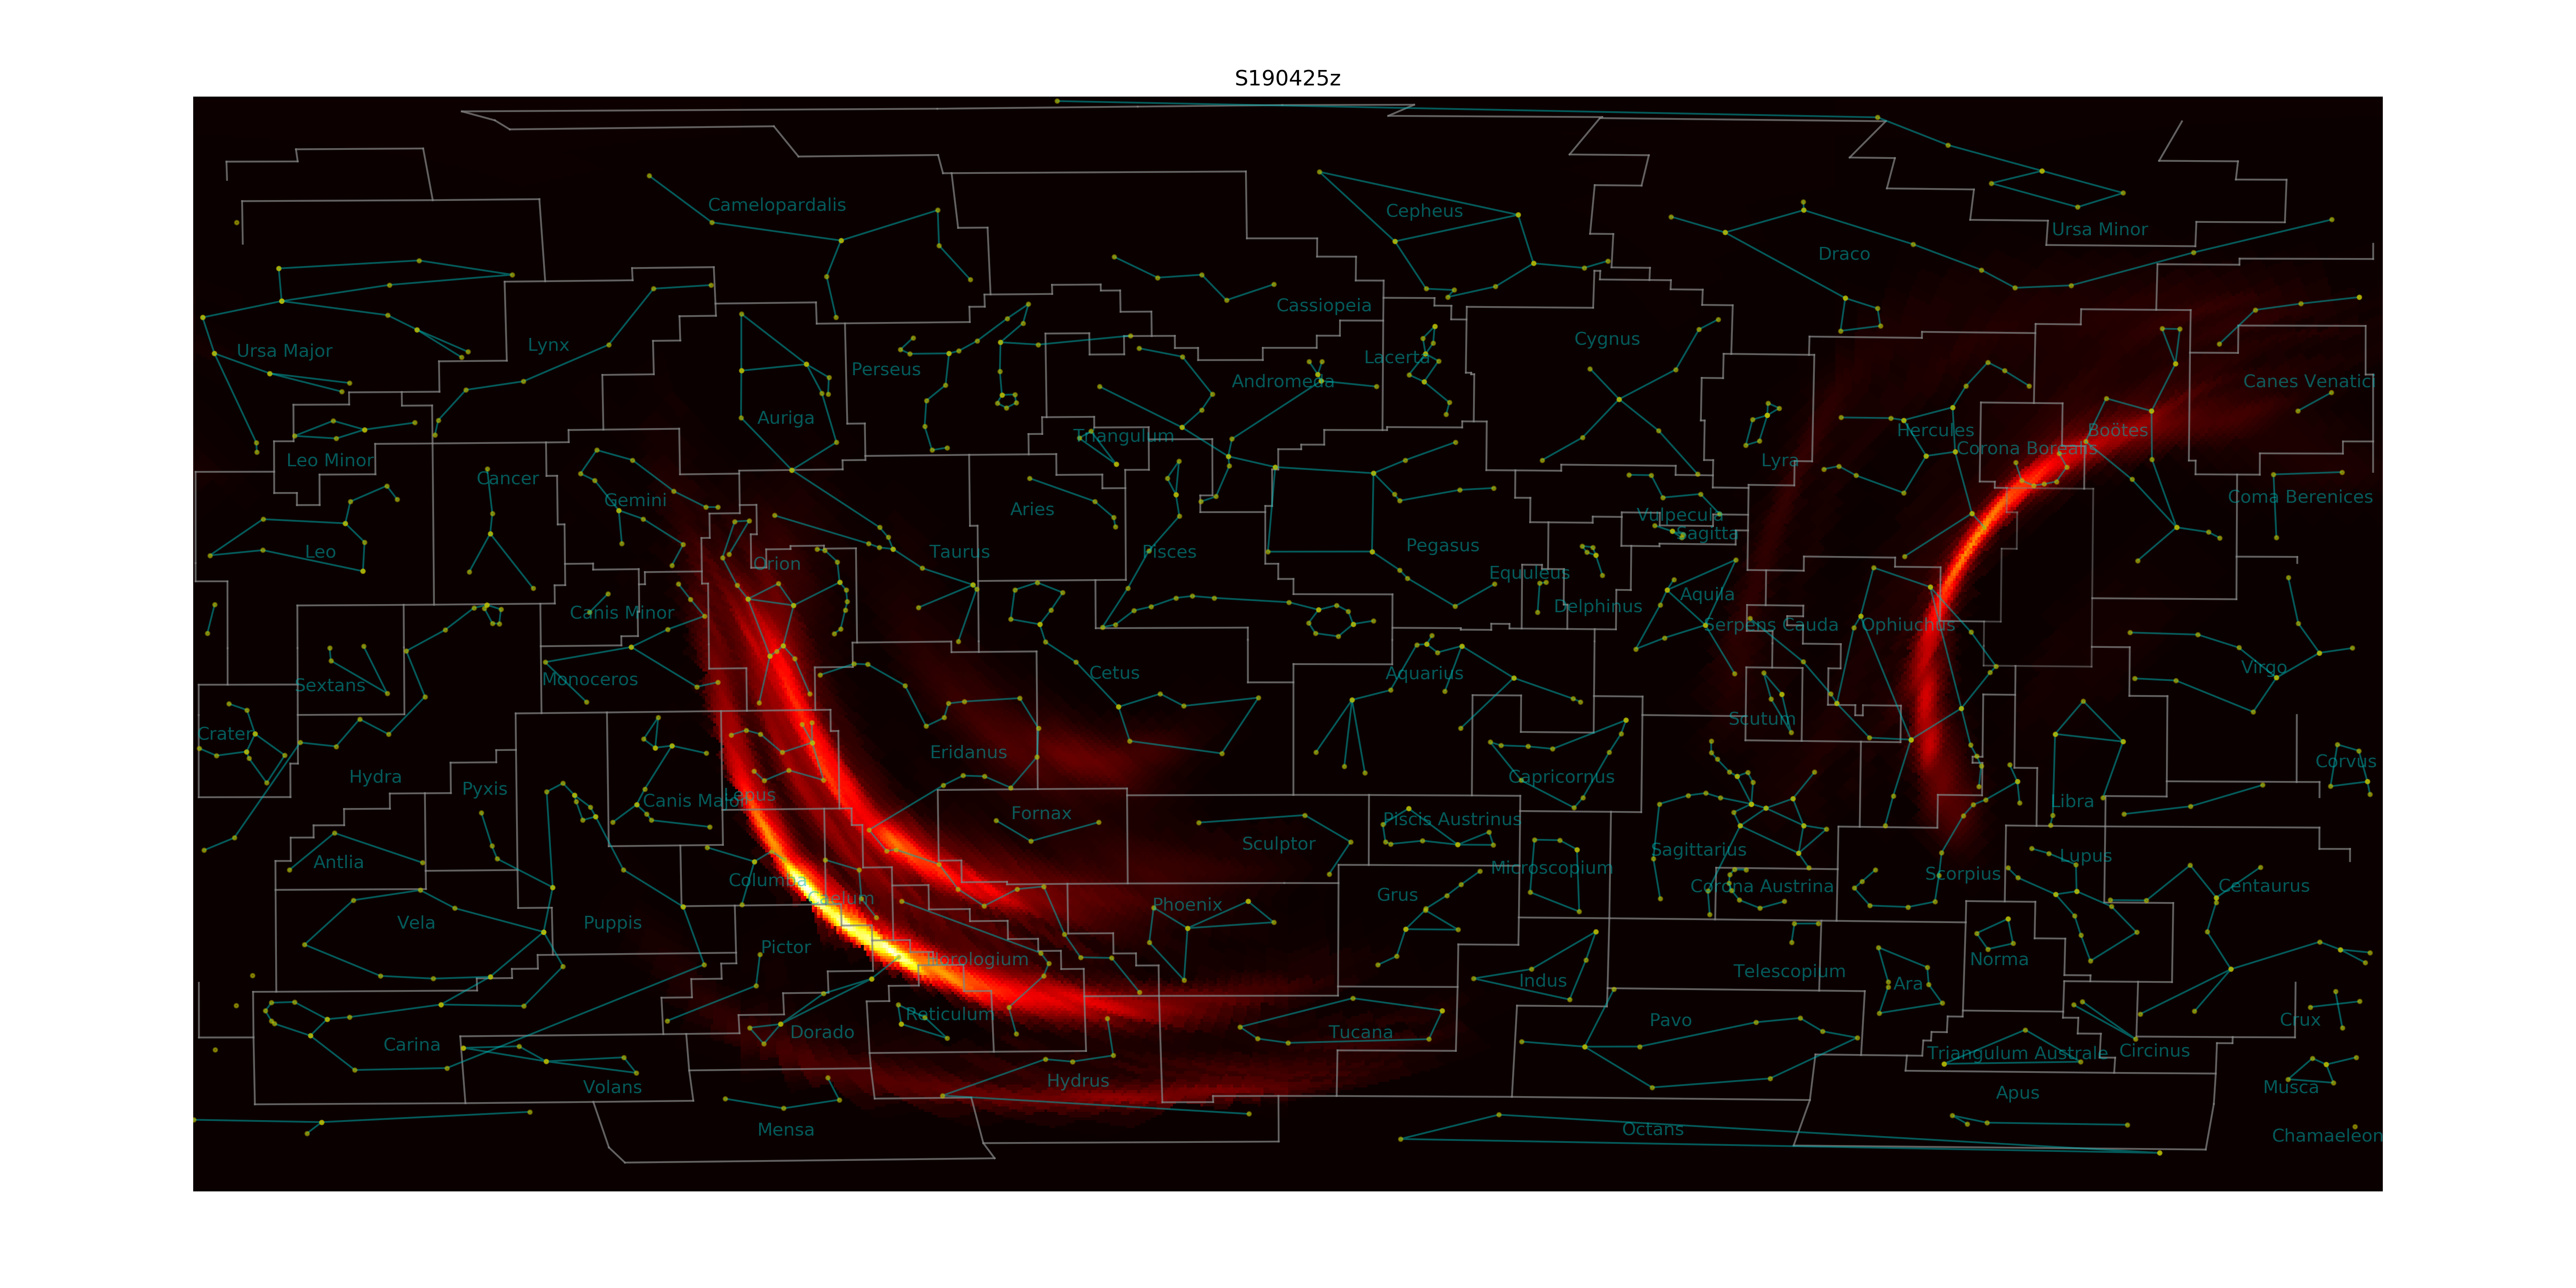 S190425z
Camelopardalis
Cepheus
Ursa Minor
Draco
Cassiopeia
Cygnus
Ursa Major
Lynx
Lacerta
Perseus
Andromeda
Canes Venatici
Auriga
Triangulum
Hercules
Boötes
Corona Borealis
Leo Minor
Lyra
Cancer
Gemini
Aries
Coma Berenices
Vulpecula
Sagitta
Leo
Taurus
Pisces
Pegasus
Orion
Equuleus
Delphinus
Aquila
Canis Minor
Serpens Cauda
Ophiuchus
Virgo
Sextans
Monoceros
Cetus
Aquarius
Scutum
Crater
Eridanus
Hydra
Capricornus
Corvus
Pyxis
Canis Major
Lepus
Libra
Fornax
Piscis Austrinus
Sculptor
Sagittarius
Antlia
Microscopium
Lupus
Columba
Caelum
Grus
Corona Austrina
Scorpius
Centaurus
Phoenix
Vela
Puppis
Pictor
Horologium
Telescopium
Norma
Indus
Ara
Reticulum
Dorado
Tucana
Pavo
Crux
Carina
Triangulum Australe
Circinus
Volans
Hydrus
Apus
Musca
Mensa
Octans
Chamaeleon